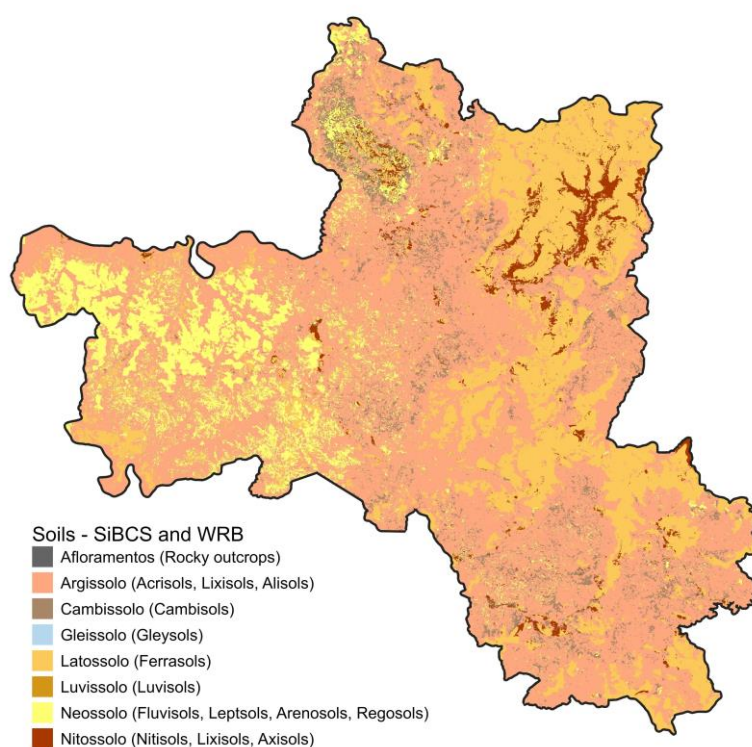 Soils - SiBCS and WRB
Afloramentos (Rocky outcrops)
Argissolo (Acrisols, Lixisols, Alisols)
Cambissolo (Cambisols)
Gleissolo (Gleysols)
Latossolo (Ferrasols)
Luvissolo (Luvisols)
Neossolo (Fluvisols, Leptsols, Arenosols, Regosols)
Nitossolo (Nitisols, Lixisols, Axisols)